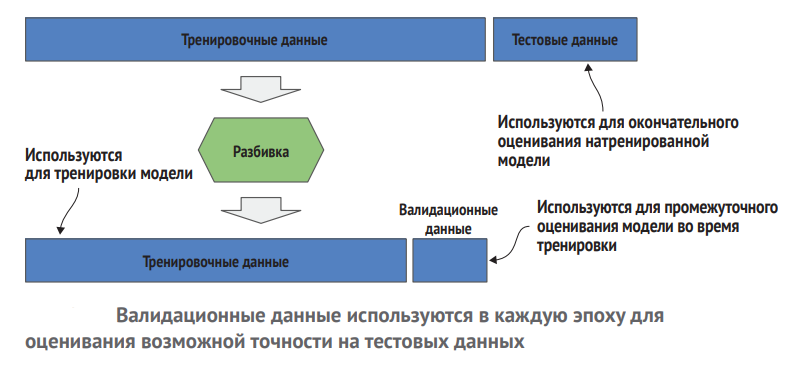 Тренировочные данные
Тестовые данные
Используются для окончательного
оценивания натренированной
модели
Разбивка
Используются
для тренировки модели
Валидационные
данные
Используются для промежуточного
оценивания модели во время
тренировки
Тренировочные данные
Валидационные данные используются в каждую эпоху для
оценивания возможной точности на тестовых данных